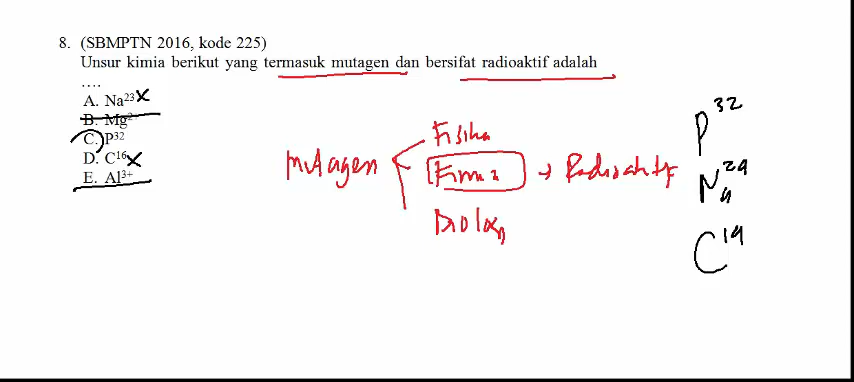 8. (SBMPTN 2016, kode 225)
Unsur kimia berikut yang termasuk mutagen dan bersifat radioaktif adalah
....
A. Na²³ X
B. Mg²⁺
C. P³²
D. C¹⁶ X
E. Al³⁺
mutagen
Fisika
Kimia → Radioaktif
Biologi
P³²
Na²⁴
C¹⁴